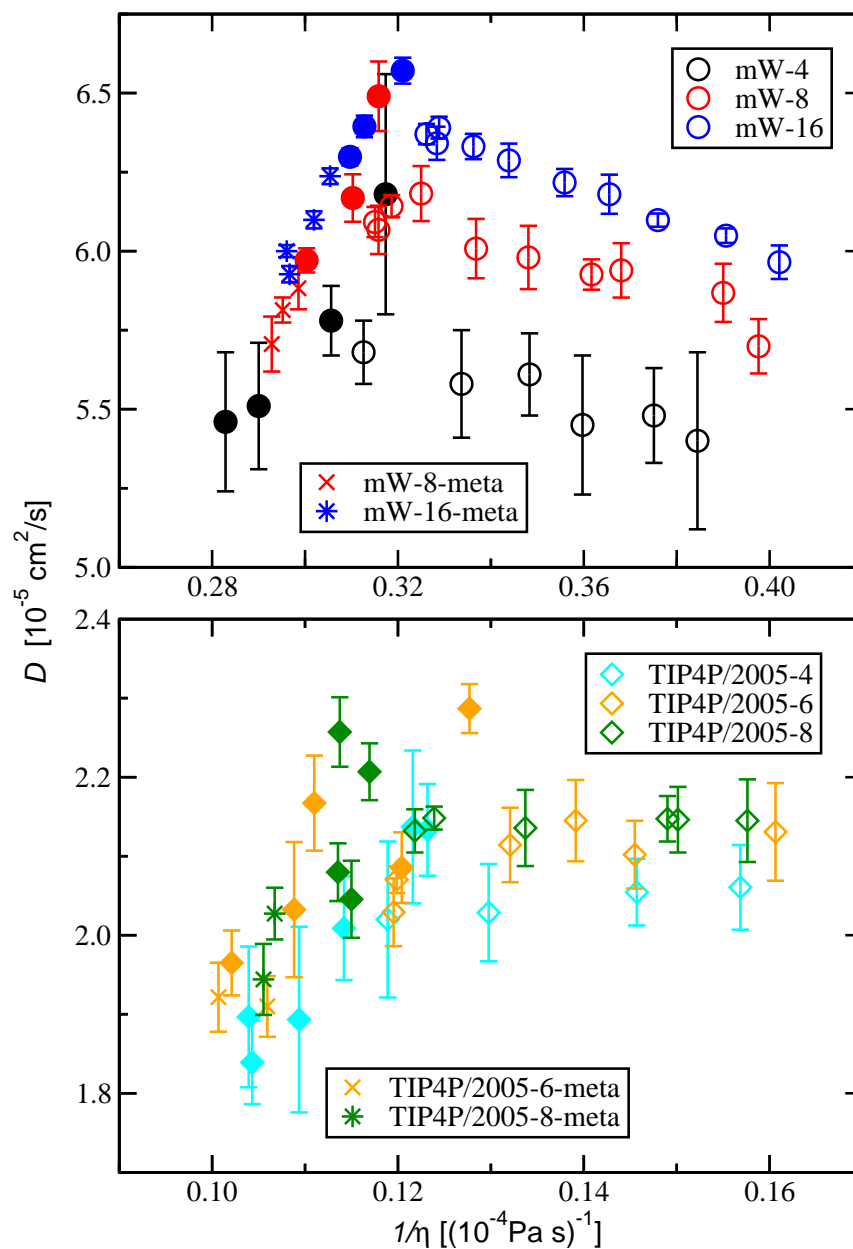 6.5
6.0
5.5
5.0
mW-4
mW-8
mW-16
mW-8-meta
mW-16-meta
0.28
0.32
0.36
0.40
D [10⁻⁵ cm²/s]
2.4
2.2
2.0
1.8
TIP4P/2005-4
TIP4P/2005-6
TIP4P/2005-8
TIP4P/2005-6-meta
TIP4P/2005-8-meta
0.10
0.12
0.14
0.16
1/η [(10⁻⁴Pa s)⁻¹]